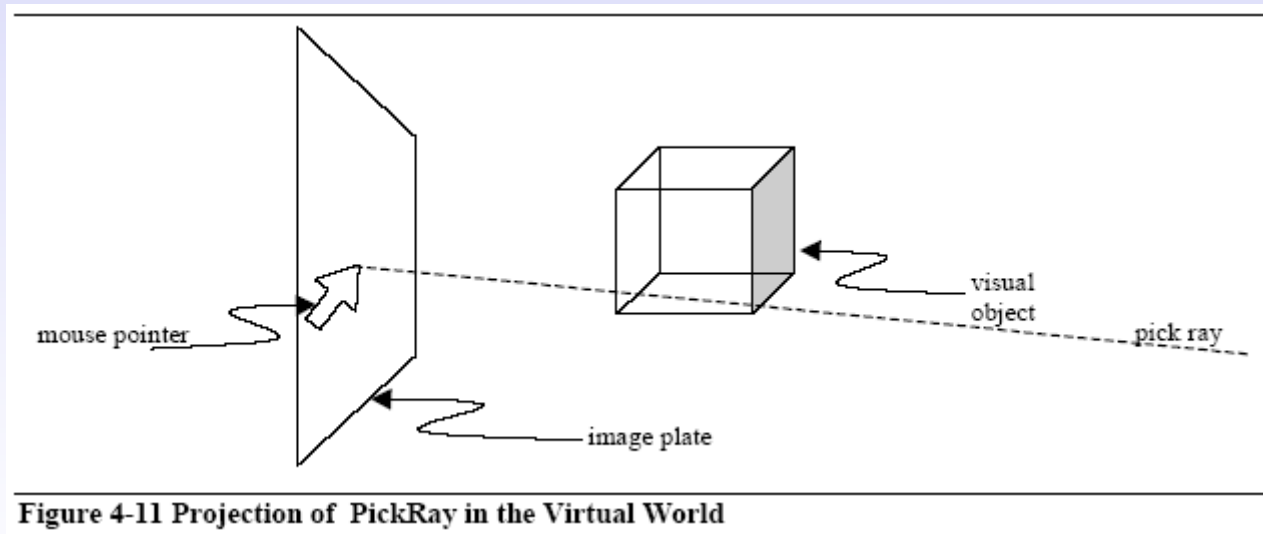 visual
object
pick ray
mouse pointer
image plate
Figure 4-11 Projection of PickRay in the Virtual World